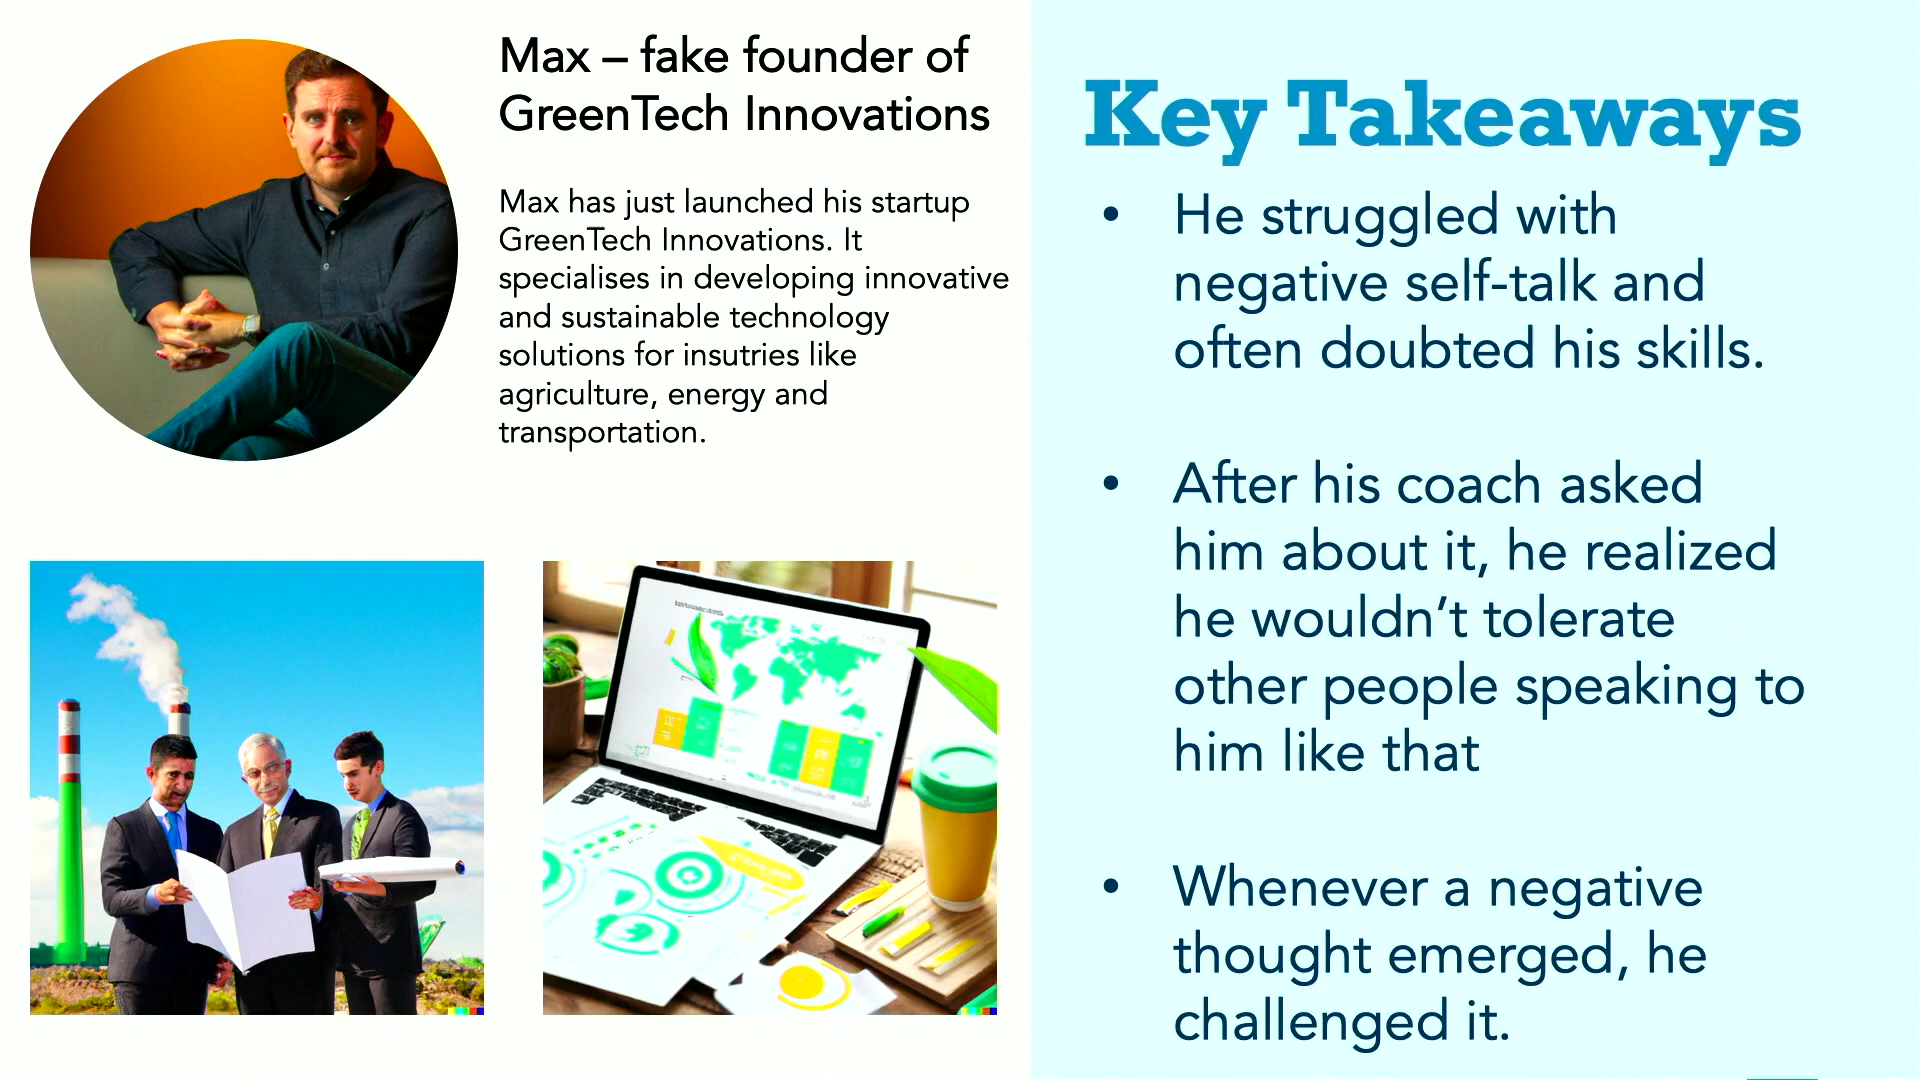 Max – fake founder of
GreenTech Innovations
Max has just launched his startup
GreenTech Innovations. It
specialises in developing innovative
and sustainable technology
solutions for insutries like
agriculture, energy and
transportation.
Key Takeaways
• He struggled with
negative self-talk and
often doubted his skills.
• After his coach asked
him about it, he realized
he wouldn’t tolerate
other people speaking to
him like that
• Whenever a negative
thought emerged, he
challenged it.